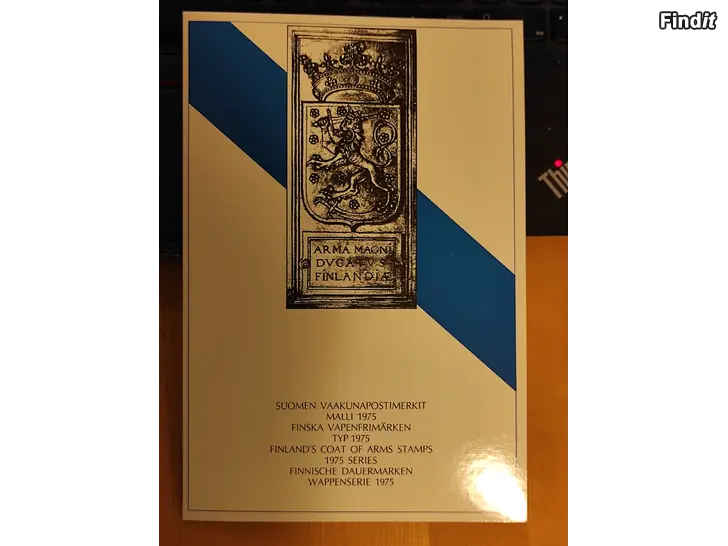 Findit
Thi
ARMA MAGNI
DVCATVS
FINLANDIÆ
SUOMEN VAAKUNAPOSTIMERKIT
MALLI 1975
FINSKA VAPENFRIMÄRKEN
TYP 1975
FINLAND'S COAT OF ARMS STAMPS
1975 SERIES
FINNISCHE DAUERMARKEN
WAPPENSERIE 1975